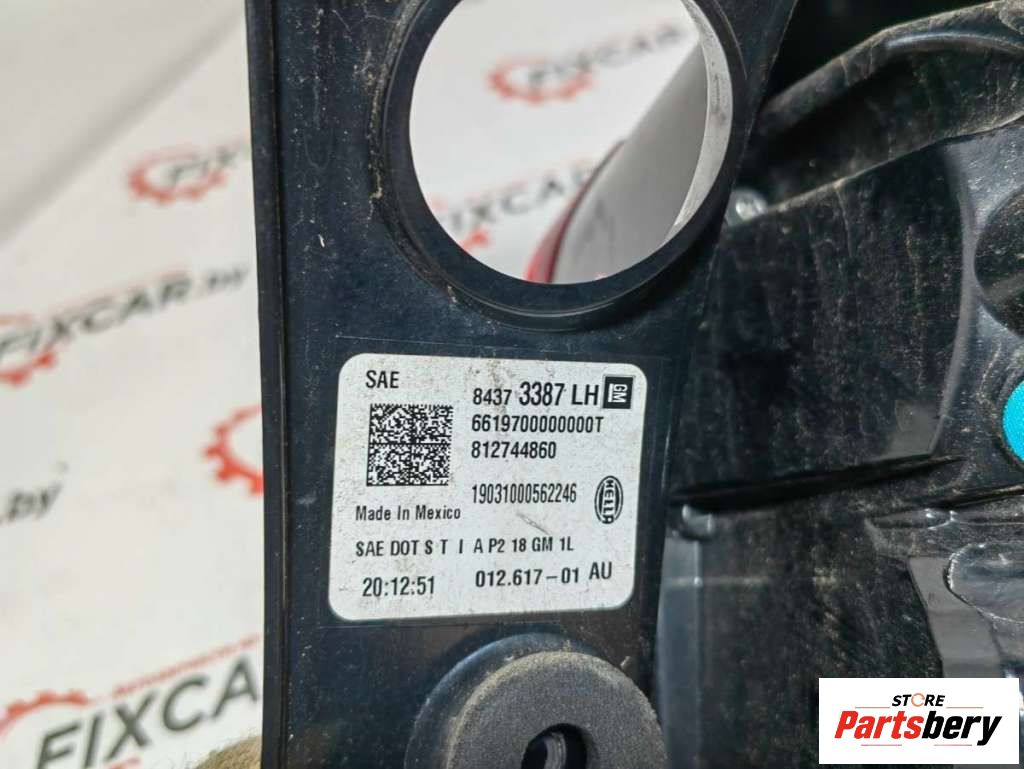 FIXCAR
FIXCAR.by
FIXCAR.by
SAE
8437 3387 LH GM
6619700000000T
812744860
19031000562246 HELLA
Made In Mexico
SAE DOT S T I A P2 18 GM 1L
20:12:51 012.617-01 AU
FIXCAR
STORE
Partsbery